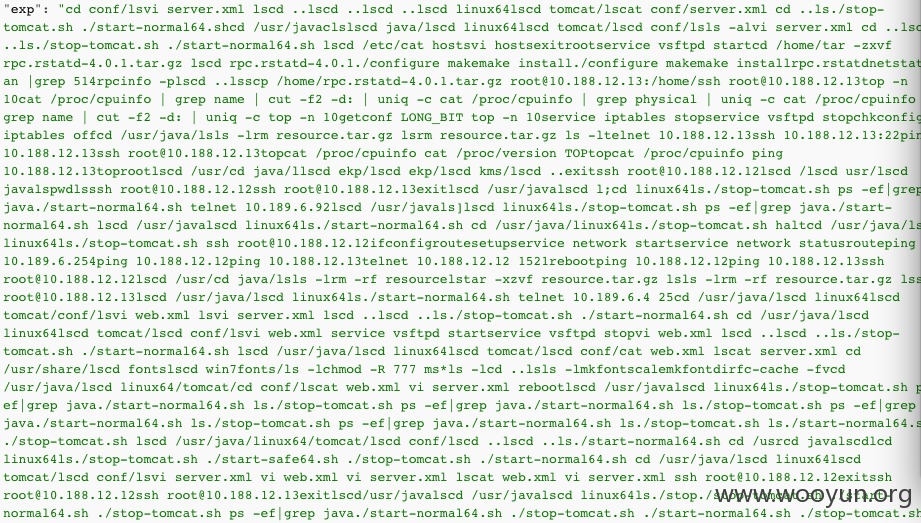 "exp": "cd conf/lsvi server.xml lscd ..lscd ..lscd ..lscd linux64lscd tomcat/lscat conf/server.xml cd ..ls./stop-
tomcat.sh ./start-normal64.shcd /usr/javaclslscd java/lscd linux64lscd tomcat/lscd conf/lsls -alvi server.xml cd ..lsc
..ls./stop-tomcat.sh ./start-normal64.sh lscd /etc/cat hostsvi hostsexitrootservice vsftpd startcd /home/tar -zxvf
rpc.rstatd-4.0.1.tar.gz lscd rpc.rstatd-4.0.1./configure makemake install./configure makemake installrpc.rstatdnetstat
an |grep 514rpcinfo -plscd ..lsscp /home/rpc.rstatd-4.0.1.tar.gz root@10.188.12.13:/home/ssh root@10.188.12.13top -n
10cat /proc/cpuinfo | grep name | cut -f2 -d: | uniq -c cat /proc/cpuinfo | grep physical | uniq -c cat /proc/cpuinfo
grep name | cut -f2 -d: | uniq -c top -n 10getconf LONG_BIT top -n 10service iptables stopservice vsftpd stopchkconfig
iptables offcd /usr/java/lsls -lrm resource.tar.gz lsrm resource.tar.gz ls -ltelnet 10.188.12.13ssh 10.188.12.13:22pin
10.188.12.13ssh root@10.188.12.13topcat /proc/cpuinfo cat /proc/version TOPtopcat /proc/cpuinfo ping
10.188.12.13toprootlscd /usr/cd java/llscd ekp/lscd ekp/lscd kms/lscd ..exitssh root@10.188.12.12lscd /lscd usr/lscd
javalspwdlsssh root@10.188.12.12ssh root@10.188.12.13exitlscd /usr/javalscd l;cd linux64ls./stop-tomcat.sh ps -ef|grep
java./start-normal64.sh telnet 10.189.6.92lscd /usr/javals]lscd linux64ls./stop-tomcat.sh ps -ef|grep java./start-
normal64.sh lscd /usr/javalscd linux64ls./start-normal64.sh cd /usr/java/linux64ls./stop-tomcat.sh haltcd /usr/java/ls
linux64ls./stop-tomcat.sh ssh root@10.188.12.12ifconfigroutesetupservice network startservice network statusrouteping
10.189.6.254ping 10.188.12.12ping 10.188.12.13telnet 10.188.12.12 1521rebootping 10.188.12.12ping 10.188.12.13ssh
root@10.188.12.12lscd /usr/cd java/lsls -lrm -rf resourcelstar -xzvf resource.tar.gz lsls -lrm -rf resource.tar.gz lss
root@10.188.12.13lscd /usr/java/lscd linux64ls./start-normal64.sh telnet 10.189.6.4 25cd /usr/java/lscd linux64lscd
tomcat/conf/lsvi web.xml lsvi server.xml lscd ..lscd ..ls./stop-tomcat.sh ./start-normal64.sh cd /usr/java/lscd
linux64lscd tomcat/lscd conf/lsvi web.xml service vsftpd startservice vsftpd stopvi web.xml lscd ..lscd ..ls./stop-
tomcat.sh ./start-normal64.sh lscd /usr/java/lscd linux64lscd tomcat/lscd conf/cat web.xml lscat server.xml cd
/usr/share/lscd fontslscd win7fonts/ls -lchmod -R 777 ms*ls -lcd ..lsls -lmkfontscalemkfontdirfc-cache -fvcd
/usr/java/lscd linux64/tomcat/cd conf/lscat web.xml vi server.xml rebootlscd /usr/javalscd linux64ls./stop-tomcat.sh p
ef|grep java./start-normal64.sh ls./stop-tomcat.sh ps -ef|grep java./start-normal64.sh ls./stop-tomcat.sh ps -ef|grep
java./start-normal64.sh ls./stop-tomcat.sh ps -ef|grep java./start-normal64.sh ls./stop-tomcat.sh ./start-normal64.sh
./stop-tomcat.sh lscd /usr/java/linux64/tomcat/lscd conf/lscd ..lscd ..ls./start-normal64.sh cd /usrcd javalscdlcd
linux64ls./stop-tomcat.sh ./start-safe64.sh ./stop-tomcat.sh ./start-normal64.sh cd /usr/java/lscd linux64lscd
tomcat/lscd conf/lsvi server.xml vi web.xml vi server.xml lscat web.xml vi server.xml ssh root@10.188.12.12exitssh
root@10.188.12.12ssh root@10.188.12.13exitlscd/usr/javalscd /usr/javalscd linux64ls./stop./stop-tomcat.sh ./start-
normal64.sh ./stop-tomcat.sh ps -ef|grep java./start-normal64.sh ./stop-tomcat.sh ./start-normal64.sh ./stop-tomcat.sh
www.wooyun.org